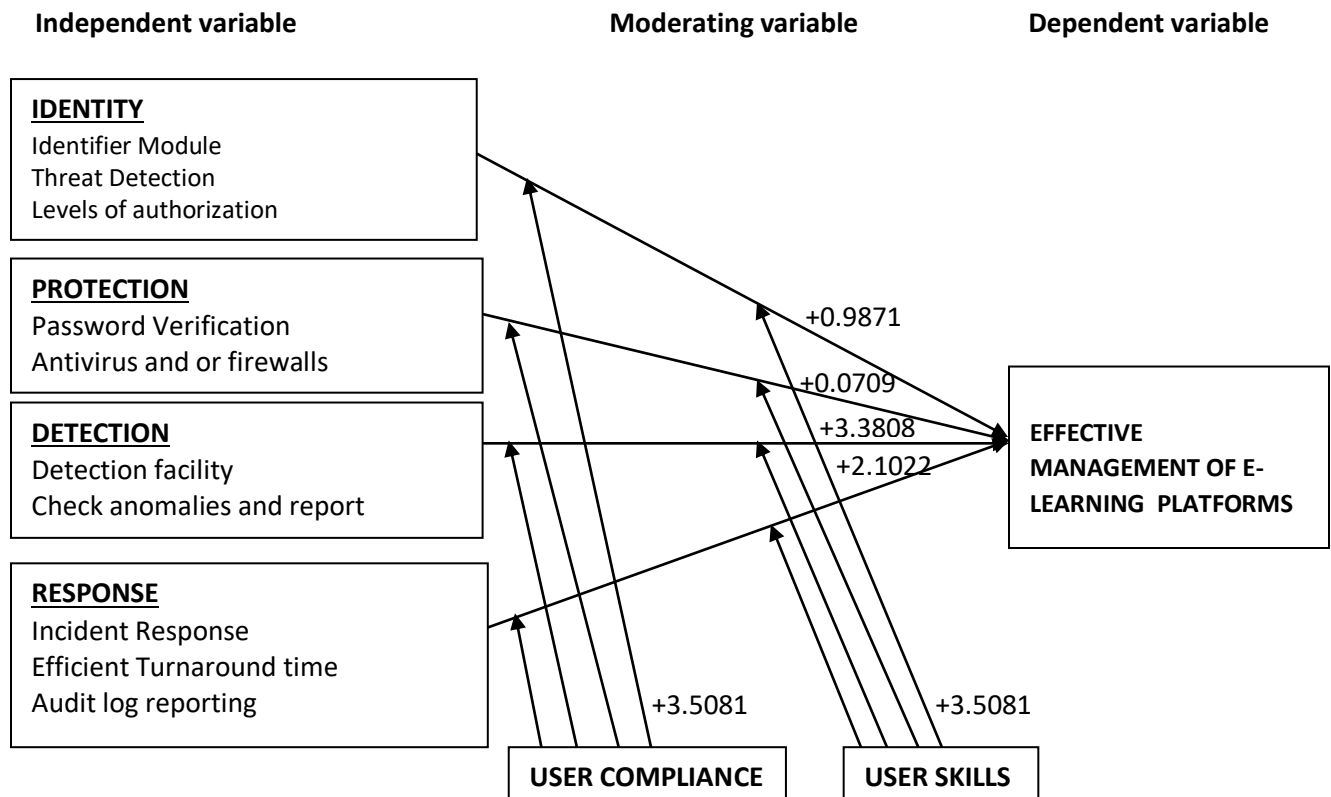 Independent variable
Moderating variable
Dependent variable
IDENTITY
Identifier Module
Threat Detection
Levels of authorization
PROTECTION
Password Verification
Antivirus and or firewalls
DETECTION
Detection facility
Check anomalies and report
RESPONSE
Incident Response
Efficient Turnaround time
Audit log reporting
+0.9871
+0.0709
+3.3808
+2.1022
EFFECTIVE
MANAGEMENT OF E-
LEARNING PLATFORMS
+3.5081
+3.5081
USER COMPLIANCE
USER SKILLS